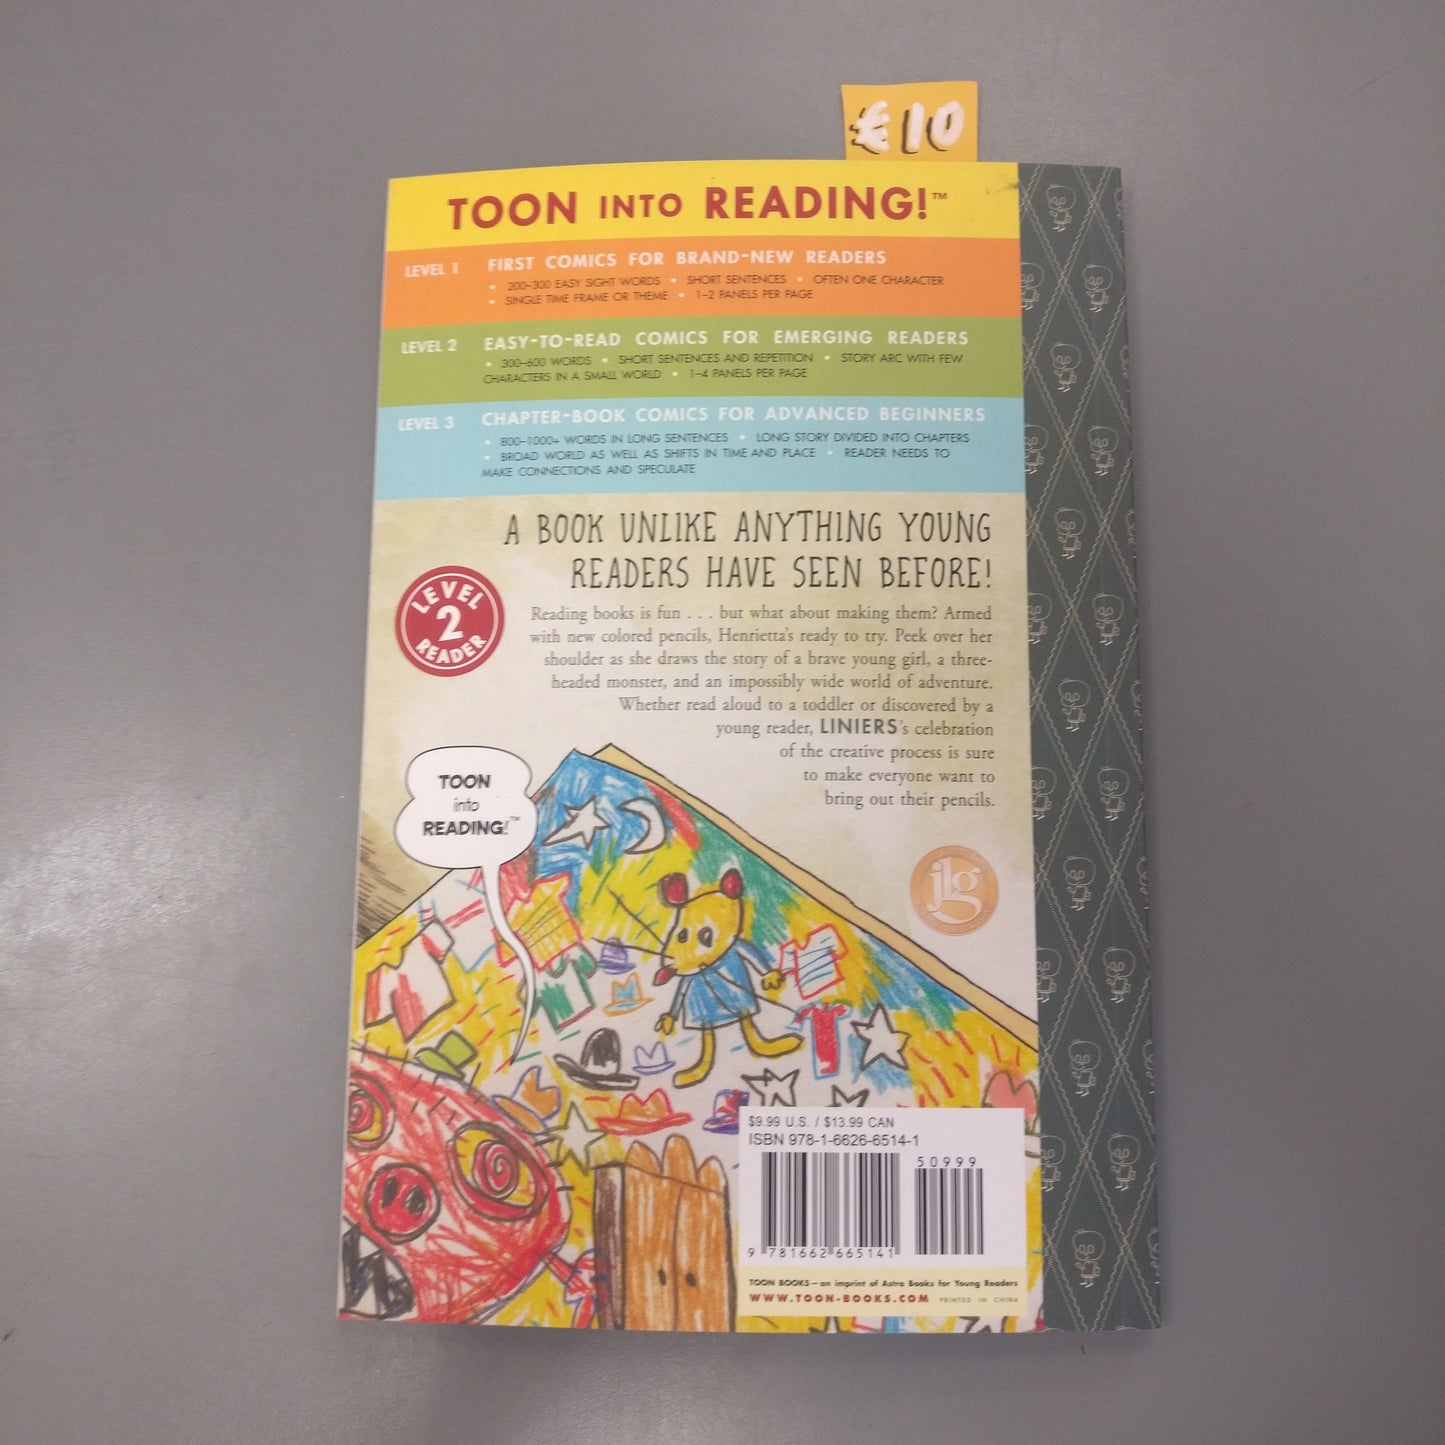 €10
TOON INTO READING!™
LEVEL 1 FIRST COMICS FOR BRAND-NEW READERS
• 200–300 EASY SIGHT WORDS • SHORT SENTENCES • OFTEN ONE CHARACTER
• SINGLE TIME FRAME OR THEME • 1–2 PANELS PER PAGE
LEVEL 2 EASY-TO-READ COMICS FOR EMERGING READERS
• 300–600 WORDS • SHORT SENTENCES AND REPETITION • STORY ARC WITH FEW
CHARACTERS IN A SMALL WORLD • 1–4 PANELS PER PAGE
LEVEL 3 CHAPTER-BOOK COMICS FOR ADVANCED BEGINNERS
• 800–1000+ WORDS IN LONG SENTENCES • LONG STORY DIVIDED INTO CHAPTERS
• BROAD WORLD AS WELL AS SHIFTS IN TIME AND PLACE • READER NEEDS TO
MAKE CONNECTIONS AND SPECULATE
A BOOK UNLIKE ANYTHING YOUNG
READERS HAVE SEEN BEFORE!
LEVEL
2
READER
Reading books is fun . . . but what about making them? Armed
with new colored pencils, Henrietta's ready to try. Peek over her
shoulder as she draws the story of a brave young girl, a three-
headed monster, and an impossibly wide world of adventure.
Whether read aloud to a toddler or discovered by a
young reader, LINIERS's celebration
of the creative process is sure
to make everyone want to
bring out their pencils.
TOON
into
READING!™
jlg
$9.99 U.S. / $13.99 CAN
ISBN 978-1-6626-6514-1
50999
9 781662 665141
TOON BOOKS — an imprint of Astra Books for Young Readers
WWW.TOON-BOOKS.COM PRINTED IN CHINA